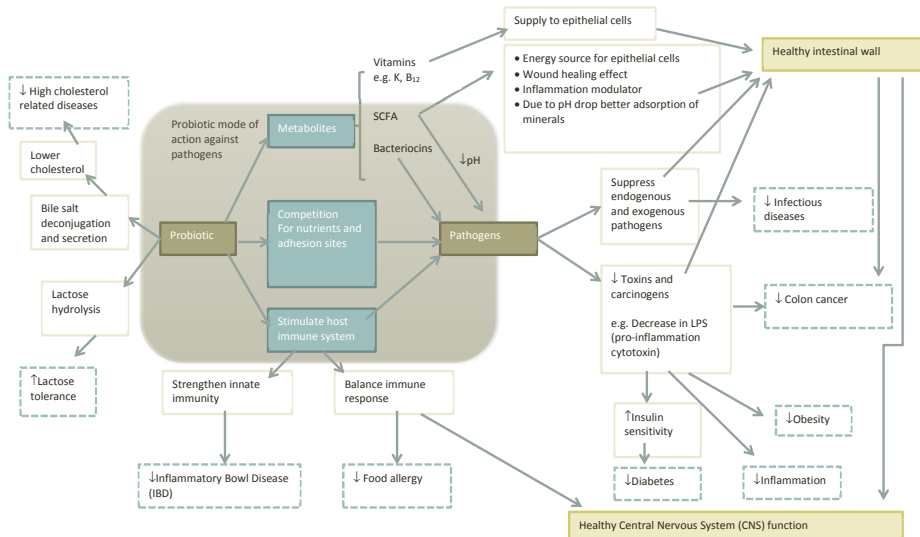 Supply to epithelial cells
Healthy intestinal wall
Vitamins
e.g. K, B₁₂
• Energy source for epithelial cells
• Wound healing effect
• Inflammation modulator
• Due to pH drop better adsorption of
minerals
↓ High cholesterol
related diseases
Probiotic mode of
action against
pathogens
Metabolites
SCFA
Bacteriocins
↓pH
Lower
cholesterol
Bile salt
deconjugation
and secretion
Probiotic
Competition
For nutrients and
adhesion sites
Pathogens
Suppress
endogenous
and exogenous
pathogens
↓ Infectious
diseases
Lactose
hydrolysis
Stimulate host
immune system
↓ Toxins and
carcinogens
e.g. Decrease in LPS
(pro-inflammation
cytotoxin)
↓ Colon cancer
↑Lactose
tolerance
Strengthen innate
immunity
Balance immune
response
↑Insulin
sensitivity
↓Obesity
↓Inflammatory Bowel Disease
(IBD)
↓ Food allergy
↓Diabetes
↓Inflammation
Healthy Central Nervous System (CNS) function